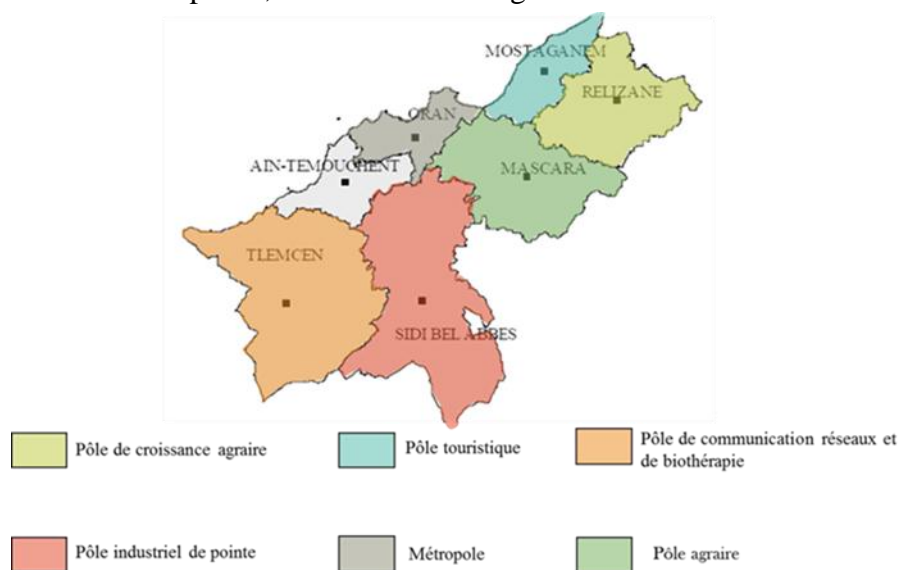 MOSTAGANEM
RELIZANE
ORAN
MASCARA
AIN-TEMOUCHENT
TLEMCEN
SIDI BEL ABBES
Pôle de croissance agraire
Pôle touristique
Pôle de communication réseaux et
de biothérapie
Pôle industriel de pointe
Métropole
Pôle agraire